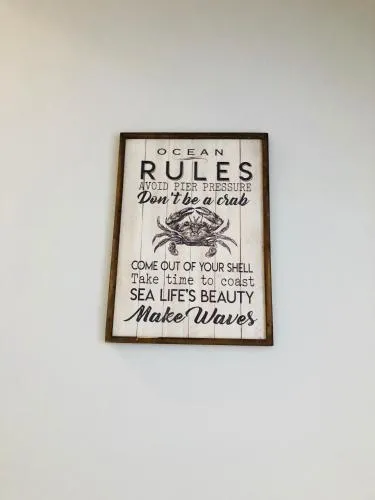 OCEAN
RULES
AVOID PIER PRESSURE
Don't be a crab
COME OUT OF YOUR SHELL
Take time to coast
SEA LIFE'S BEAUTY
Make Waves